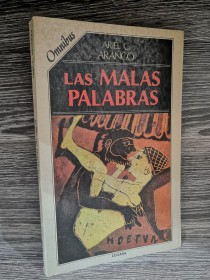 Omnibus
ARIEL C.
ARANGO
LAS MALAS
PALABRAS